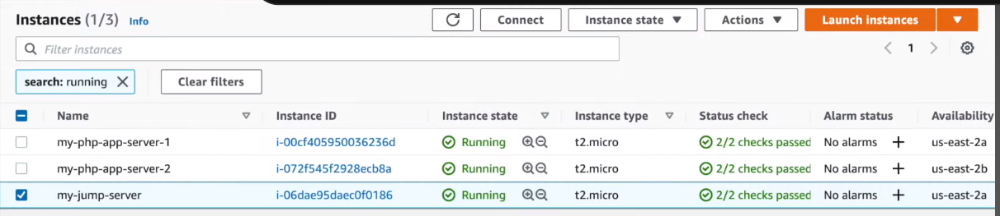 Instances (1/3) Info Connect Instance state Actions Launch instances
Filter instances 1
search: running Clear filters
Name Instance ID Instance state Instance type Status check Alarm status Availability
my-php-app-server-1 i-00cf405950036236d Running t2.micro 2/2 checks passed No alarms us-east-2a
my-php-app-server-2 i-072f545f2928ecb8a Running t2.micro 2/2 checks passed No alarms us-east-2b
my-jump-server i-06dae95daec0f0186 Running t2.micro 2/2 checks passed No alarms us-east-2a